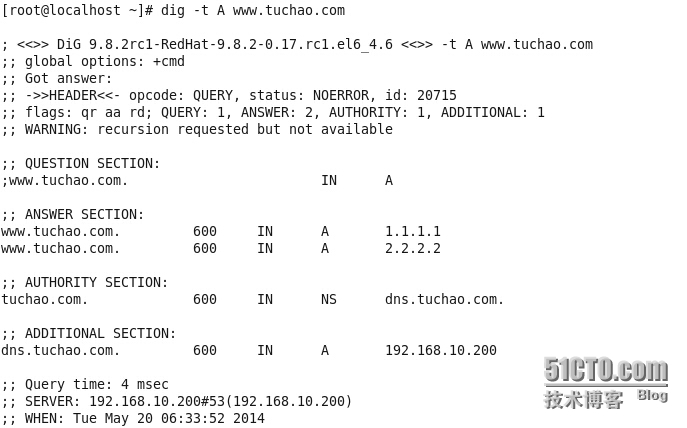 [root@localhost ~]# dig -t A www.tuchao.com
; <<>> DiG 9.8.2rc1-RedHat-9.8.2-0.17.rc1.el6_4.6 <<>> -t A www.tuchao.com
;; global options: +cmd
;; Got answer:
;; ->>HEADER<<- opcode: QUERY, status: NOERROR, id: 20715
;; flags: qr aa rd; QUERY: 1, ANSWER: 2, AUTHORITY: 1, ADDITIONAL: 1
;; WARNING: recursion requested but not available
;; QUESTION SECTION:
;www.tuchao.com. IN A
;; ANSWER SECTION:
www.tuchao.com. 600 IN A 1.1.1.1
www.tuchao.com. 600 IN A 2.2.2.2
;; AUTHORITY SECTION:
tuchao.com. 600 IN NS dns.tuchao.com.
;; ADDITIONAL SECTION:
dns.tuchao.com. 600 IN A 192.168.10.200
;; Query time: 4 msec
;; SERVER: 192.168.10.200#53(192.168.10.200)
;; WHEN: Tue May 20 06:33:52 2014
51CTO.com
技术博客 Blog